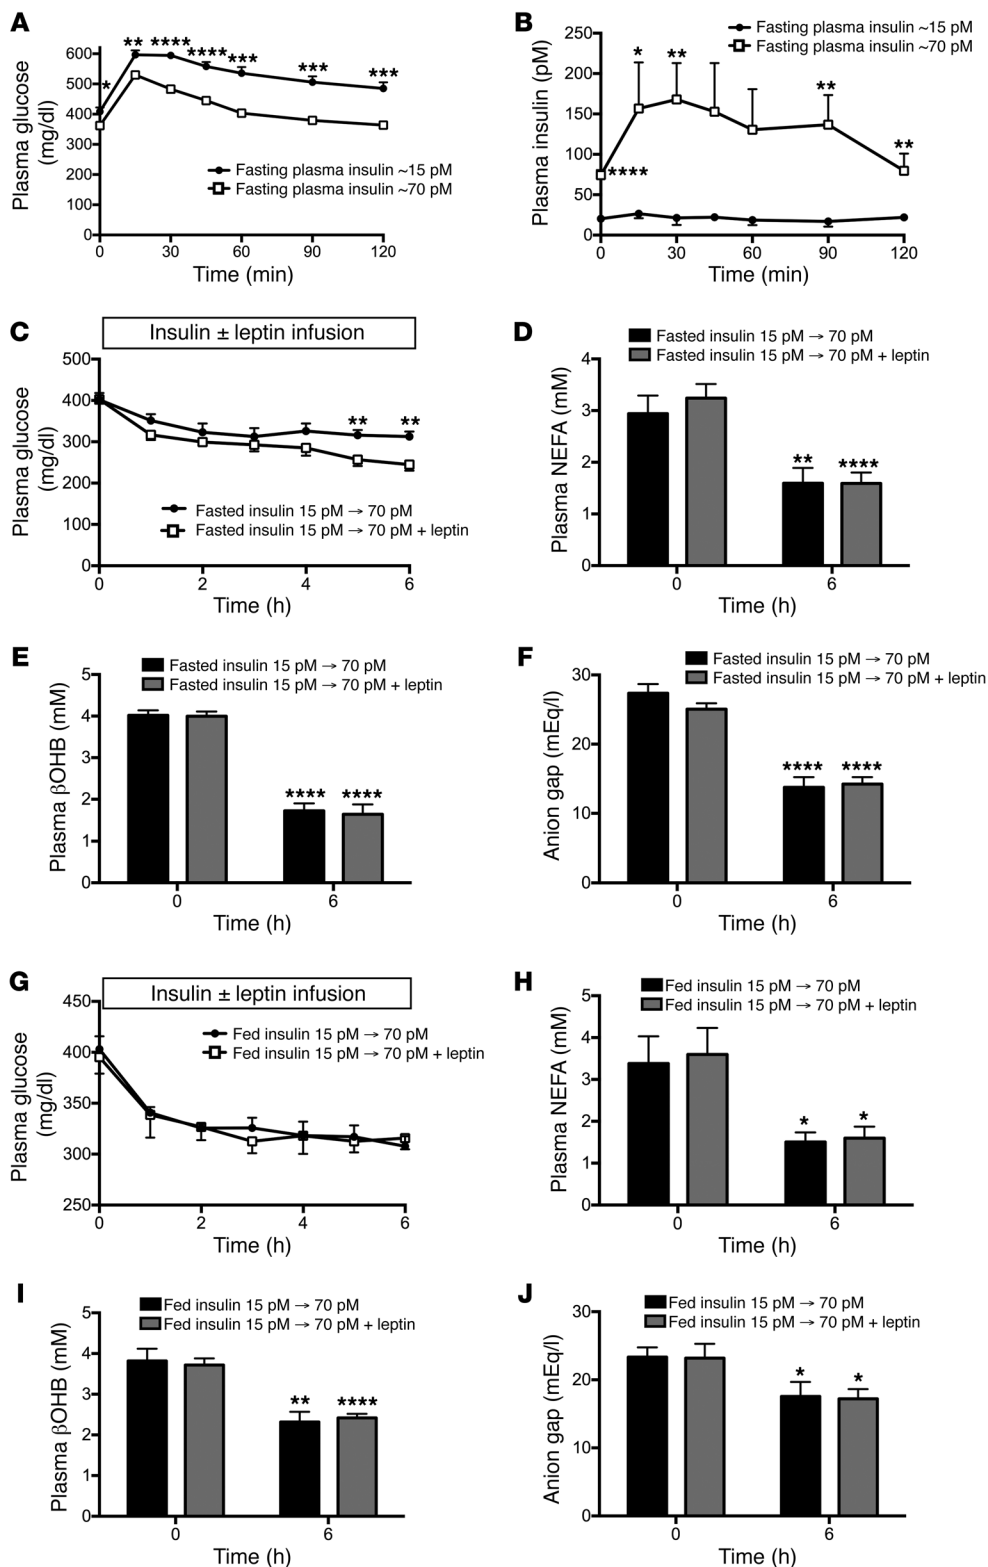 A
Plasma glucose
(mg/dl)
600
500
400
300
200
100
0
*
**
****
****
***
***
***
Fasting plasma insulin ~15 pM
Fasting plasma insulin ~70 pM
0
30
60
90
120
Time (min)
B
Plasma insulin (pM)
250
200
150
100
50
0
Fasting plasma insulin ~15 pM
Fasting plasma insulin ~70 pM
****
*
**
**
**
0
30
60
90
120
Time (min)
C
Insulin ± leptin infusion
Plasma glucose
(mg/dl)
500
400
300
200
100
0
**
**
Fasted insulin 15 pM → 70 pM
Fasted insulin 15 pM → 70 pM + leptin
0
2
4
6
Time (h)
D
Fasted insulin 15 pM → 70 pM
Fasted insulin 15 pM → 70 pM + leptin
Plasma NEFA (mM)
4
3
2
1
0
**
****
0
6
Time (h)
E
Fasted insulin 15 pM → 70 pM
Fasted insulin 15 pM → 70 pM + leptin
Plasma βOHB (mM)
5
4
3
2
1
0
****
****
0
6
Time (h)
F
Fasted insulin 15 pM → 70 pM
Fasted insulin 15 pM → 70 pM + leptin
Anion gap (mEq/l)
30
20
10
0
****
****
0
6
Time (h)
G
Insulin ± leptin infusion
Plasma glucose
(mg/dl)
450
400
350
300
250
Fed insulin 15 pM → 70 pM
Fed insulin 15 pM → 70 pM + leptin
0
2
4
6
Time (h)
H
Fed insulin 15 pM → 70 pM
Fed insulin 15 pM → 70 pM + leptin
Plasma NEFA (mM)
5
4
3
2
1
0
*
*
0
6
Time (h)
I
Fed insulin 15 pM → 70 pM
Fed insulin 15 pM → 70 pM + leptin
Plasma βOHB (mM)
5
4
3
2
1
0
**
****
0
6
Time (h)
J
Fed insulin 15 pM → 70 pM
Fed insulin 15 pM → 70 pM + leptin
Anion gap (mEq/l)
30
20
10
0
*
*
0
6
Time (h)